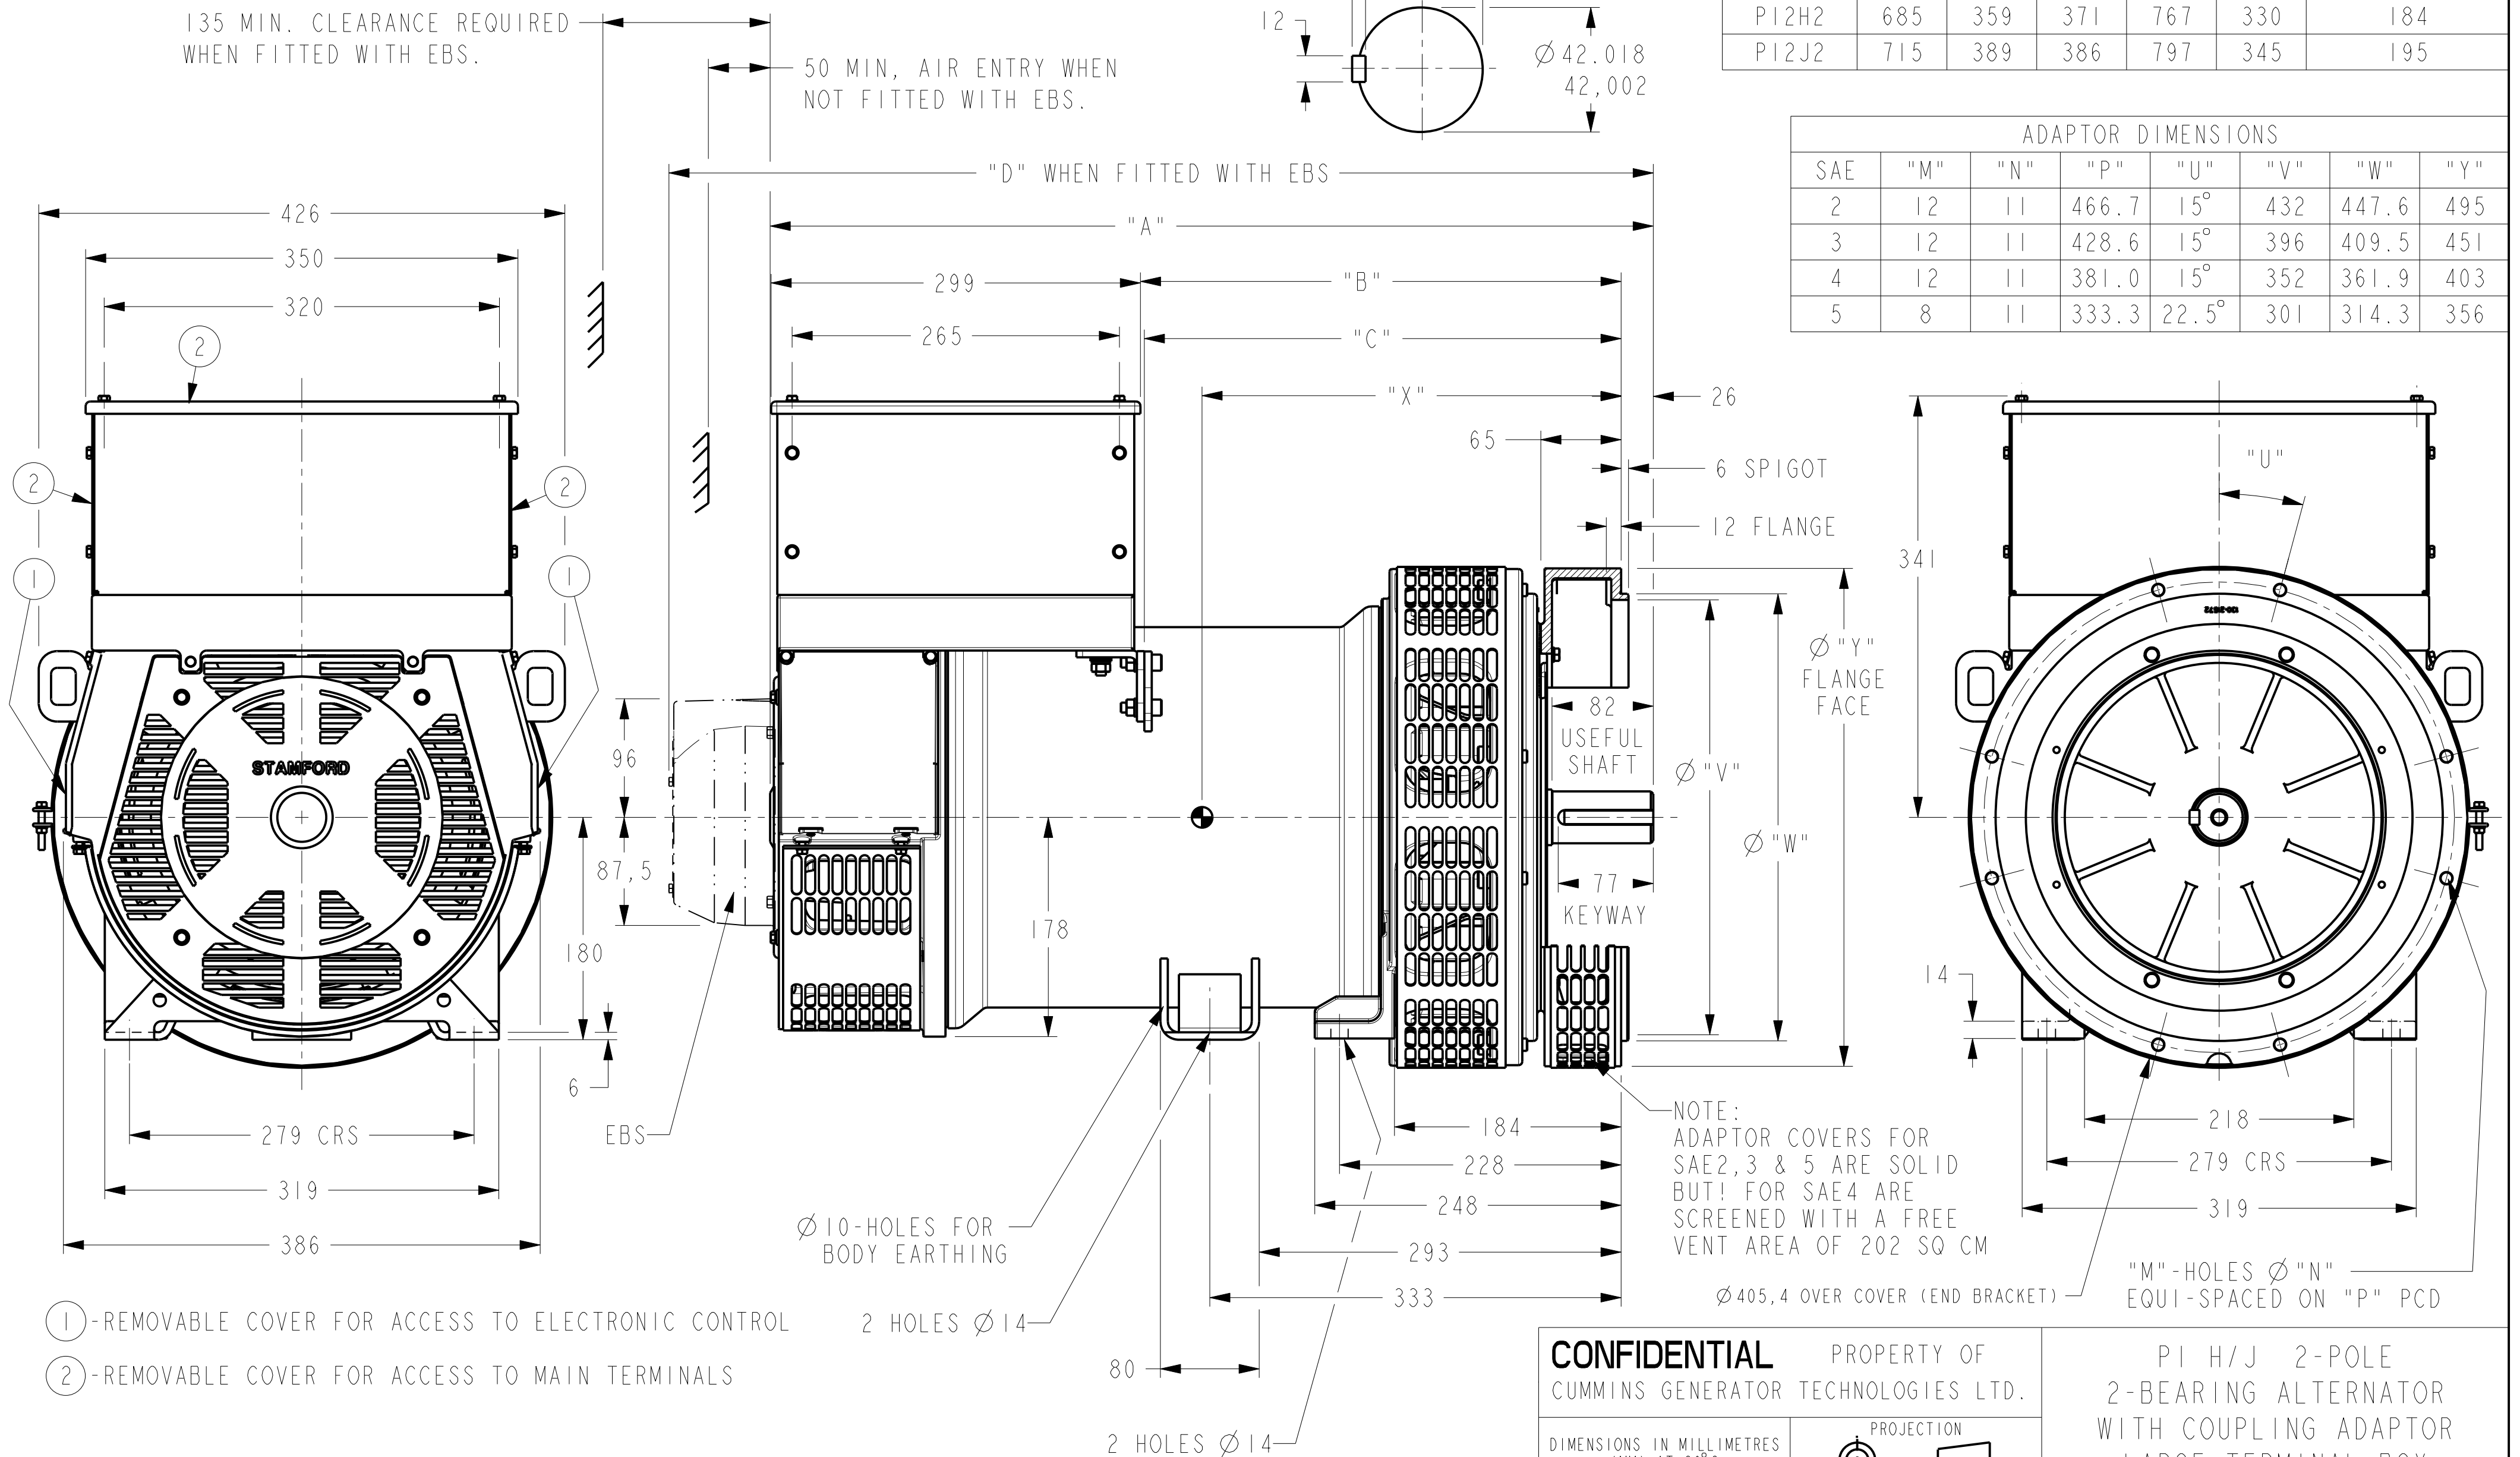 135 MIN. CLEARANCE REQUIRED
WHEN FITTED WITH EBS.
50 MIN, AIR ENTRY WHEN
NOT FITTED WITH EBS.
12
Ø42.018
42,002
PI2H2 685 359 371 767 330 184
PI2J2 715 389 386 797 345 195
ADAPTOR DIMENSIONS
SAE "M" "N" "P" "U" "V" "W" "Y"
2 12 11 466.7 15° 432 447.6 495
3 12 11 428.6 15° 396 409.5 451
4 12 11 381.0 15° 352 361.9 403
5 8 11 333.3 22.5° 301 314.3 356
426
350
320
2
2
2
1
1
STAMFORD
180
6
279 CRS
319
386
"D" WHEN FITTED WITH EBS
"A"
299
"B"
265
"C"
"X"
26
65
6 SPIGOT
12 FLANGE
Ø"Y"
FLANGE
FACE
82
USEFUL
SHAFT
Ø"V"
Ø"W"
77
KEYWAY
96
87,5
178
EBS
184
228
248
293
333
80
Ø10-HOLES FOR
BODY EARTHING
2 HOLES Ø14
2 HOLES Ø14
NOTE:
ADAPTOR COVERS FOR
SAE2,3 & 5 ARE SOLID
BUT! FOR SAE4 ARE
SCREENED WITH A FREE
VENT AREA OF 202 SQ CM
"U"
341
14
218
279 CRS
319
Ø405,4 OVER COVER (END BRACKET)
"M"-HOLES Ø"N"
EQUI-SPACED ON "P" PCD
1 -REMOVABLE COVER FOR ACCESS TO ELECTRONIC CONTROL
2 -REMOVABLE COVER FOR ACCESS TO MAIN TERMINALS
CONFIDENTIAL PROPERTY OF
CUMMINS GENERATOR TECHNOLOGIES LTD.
DIMENSIONS IN MILLIMETRES
PROJECTION
PI H/J 2-POLE
2-BEARING ALTERNATOR
WITH COUPLING ADAPTOR
LARGE TERMINAL BOX